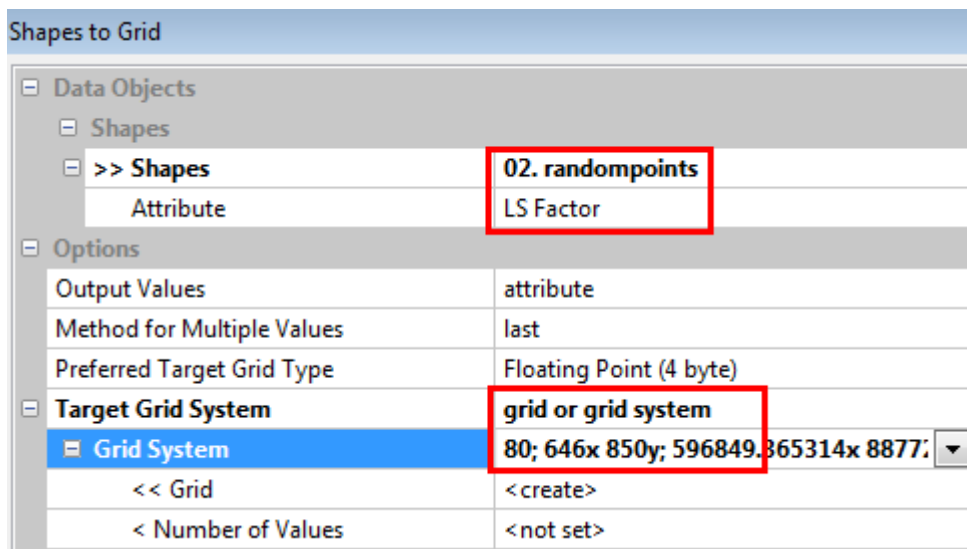 Shapes to Grid
Data Objects
Shapes
>> Shapes 02. randompoints
Attribute LS Factor
Options
Output Values attribute
Method for Multiple Values last
Preferred Target Grid Type Floating Point (4 byte)
Target Grid System grid or grid system
Grid System 80; 646x 850y; 596849.365314x 8877
<< Grid <create>
< Number of Values <not set>